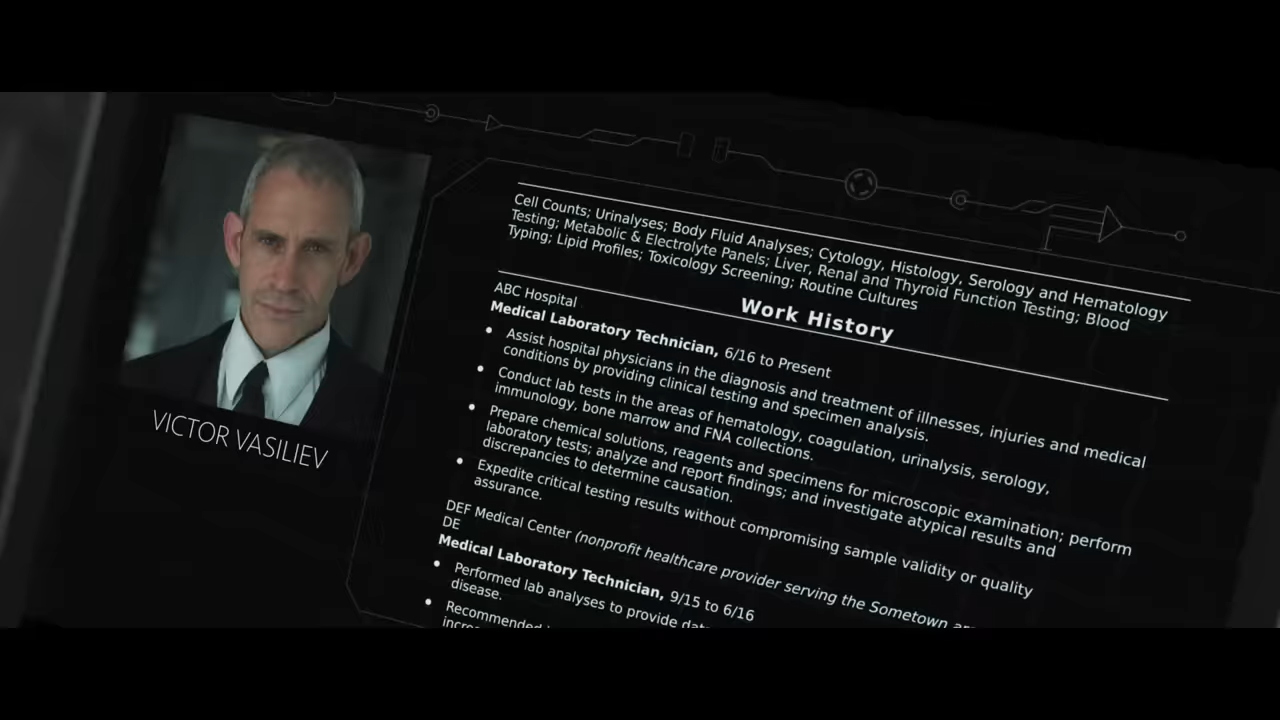 VICTOR VASILIEV
Cell Counts; Urinalyses; Body Fluid Analyses; Cytology, Histology, Serology and Hematology
Testing; Metabolic & Electrolyte Panels; Liver, Renal and Thyroid Function Testing; Blood
Typing; Lipid Profiles; Toxicology Screening; Routine Cultures
Work History
ABC Hospital
Medical Laboratory Technician, 6/16 to Present
• Assist hospital physicians in the diagnosis and treatment of illnesses, injuries and medical
conditions by providing clinical testing and specimen analysis.
• Conduct lab tests in the areas of hematology, coagulation, urinalysis, serology,
immunology, bone marrow and FNA collections.
• Prepare chemical solutions, reagents and specimens for microscopic examination; perform
laboratory tests; analyze and report findings; and investigate atypical results and
discrepancies to determine causation.
• Expedite critical testing results without compromising sample validity or quality
assurance.
DEF Medical Center (nonprofit healthcare provider serving the Sometown
DE
Medical Laboratory Technician, 9/15 to 6/16
• Performed lab analyses to provide
disease.
• Recommended